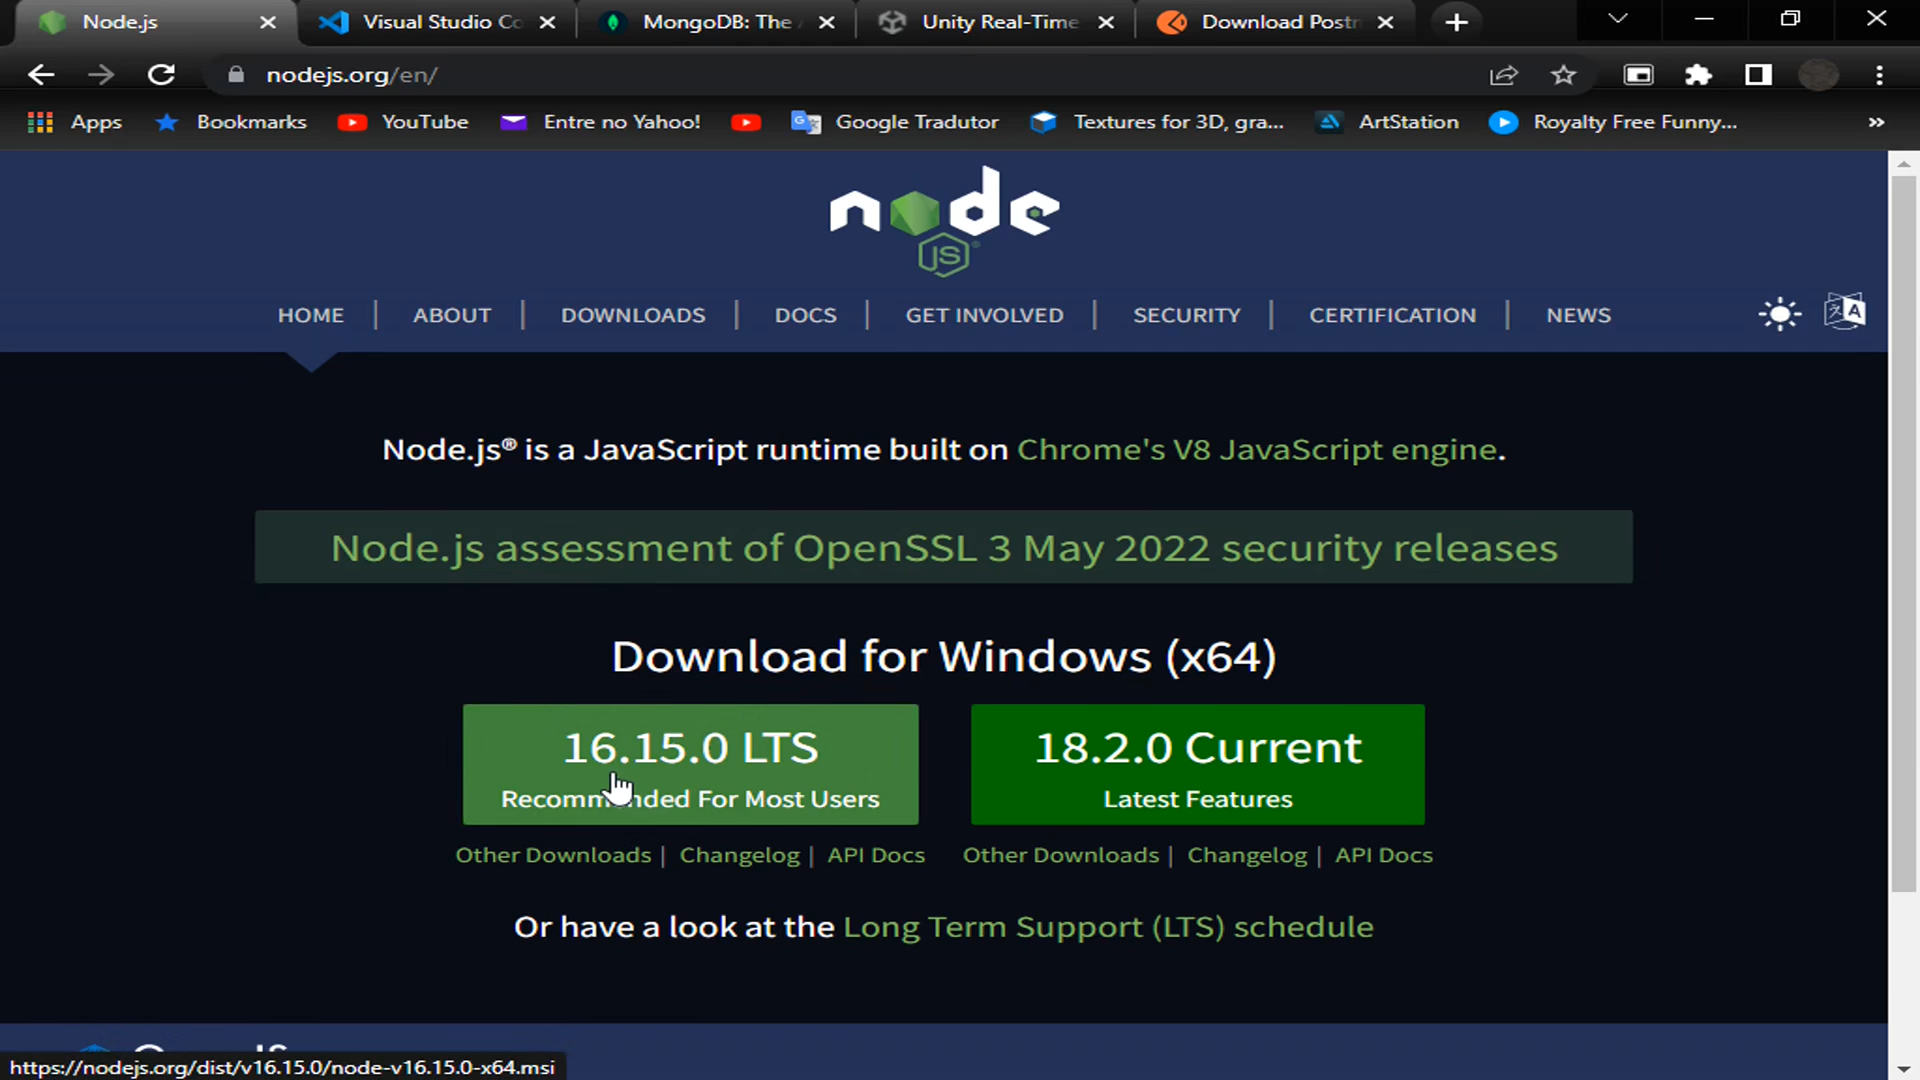 Node.js
Visual Studio Co
MongoDB: The
Unity Real-Time
Download Postn
nodejs.org/en/
Apps
Bookmarks
YouTube
Entre no Yahoo!
Google Tradutor
Textures for 3D, gra...
ArtStation
Royalty Free Funny...
»
node
JS
HOME | ABOUT | DOWNLOADS | DOCS | GET INVOLVED | SECURITY | CERTIFICATION | NEWS
Node.js® is a JavaScript runtime built on Chrome's V8 JavaScript engine.
Node.js assessment of OpenSSL 3 May 2022 security releases
Download for Windows (x64)
16.15.0 LTS
Recommended For Most Users
18.2.0 Current
Latest Features
Other Downloads | Changelog | API Docs
Other Downloads | Changelog | API Docs
Or have a look at the Long Term Support (LTS) schedule
https://nodejs.org/dist/v16.15.0/node-v16.15.0-x64.msi